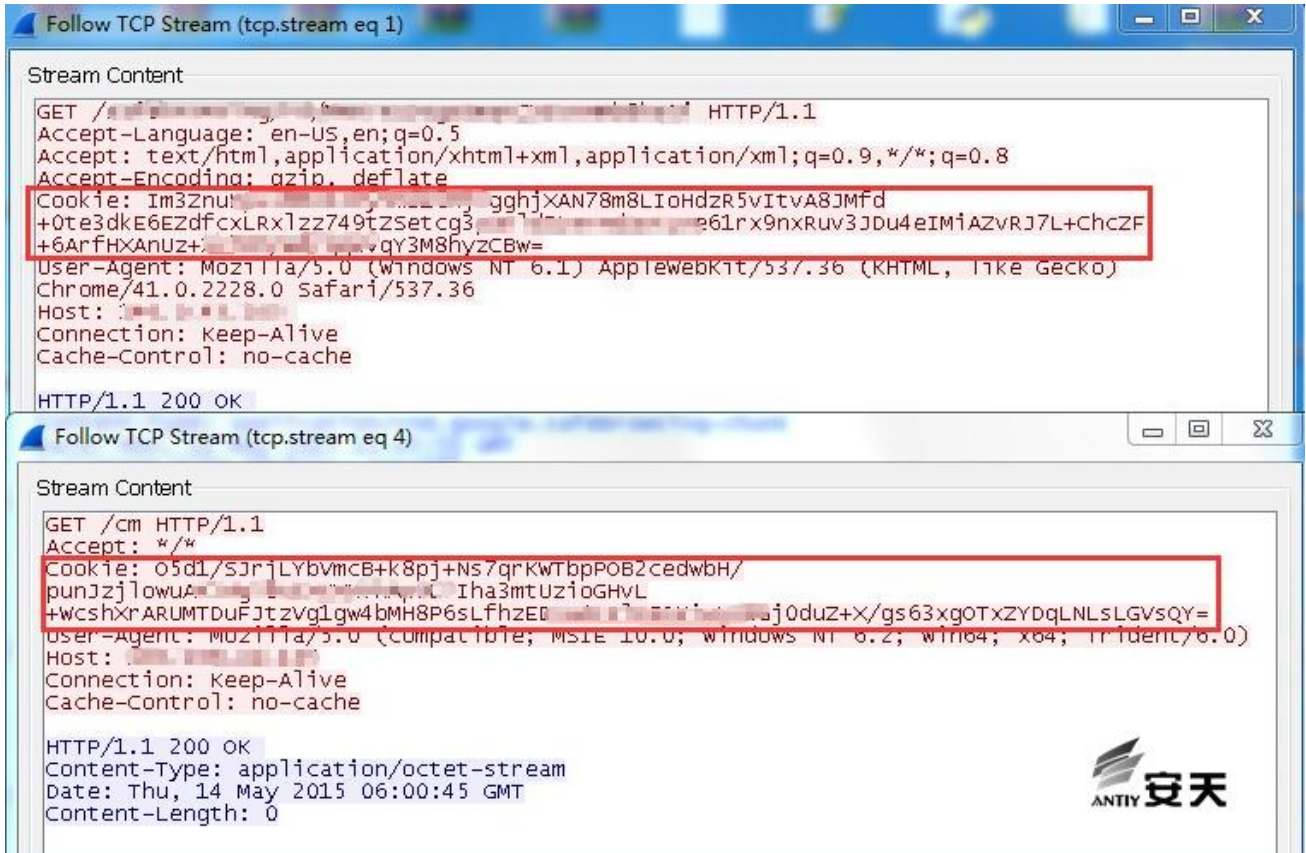 Follow TCP Stream (tcp.stream eq 1)
Stream Content
GET / HTTP/1.1
Accept-Language: en-US,en;q=0.5
Accept: text/html,application/xhtml+xml,application/xml;q=0.9,*/*;q=0.8
Accept-Encoding: gzip, deflate
Cookie: Im3Znu gghjXAN78m8LIoHdzR5vItvA8JMfd
+0te3dkE6EZdfcxLRxlzz749tZSetcg3 e61rx9nxRuv3JDu4eIMiAZvRJ7L+ChcZF
+6ArfHXAnUz+ vqY3M8hyzCBw=
User-Agent: Mozilla/5.0 (Windows NT 6.1) AppleWebKit/537.36 (KHTML, like Gecko)
Chrome/41.0.2228.0 Safari/537.36
Host:
Connection: Keep-Alive
Cache-Control: no-cache
HTTP/1.1 200 OK
Follow TCP Stream (tcp.stream eq 4)
Stream Content
GET /cm HTTP/1.1
Accept: */*
Cookie: O5d1/SJrjLYbVmcB+k8pj+Ns7qrKWTbpPOB2cedwbH/
punJzjlowuA Iha3mtUzioGHvL
+WcshXrARUMTDuFJtzVg1gw4bMH8P6sLfhzED j0duZ+X/gs63xgOTxZYDqLNLsLGVsQY=
User-Agent: Mozilla/5.0 (compatible; MSIE 10.0; Windows NT 6.2; Win64; x64; Trident/6.0)
Host:
Connection: Keep-Alive
Cache-Control: no-cache
HTTP/1.1 200 OK
Content-Type: application/octet-stream
Date: Thu, 14 May 2015 06:00:45 GMT
Content-Length: 0
ANTIY 安天